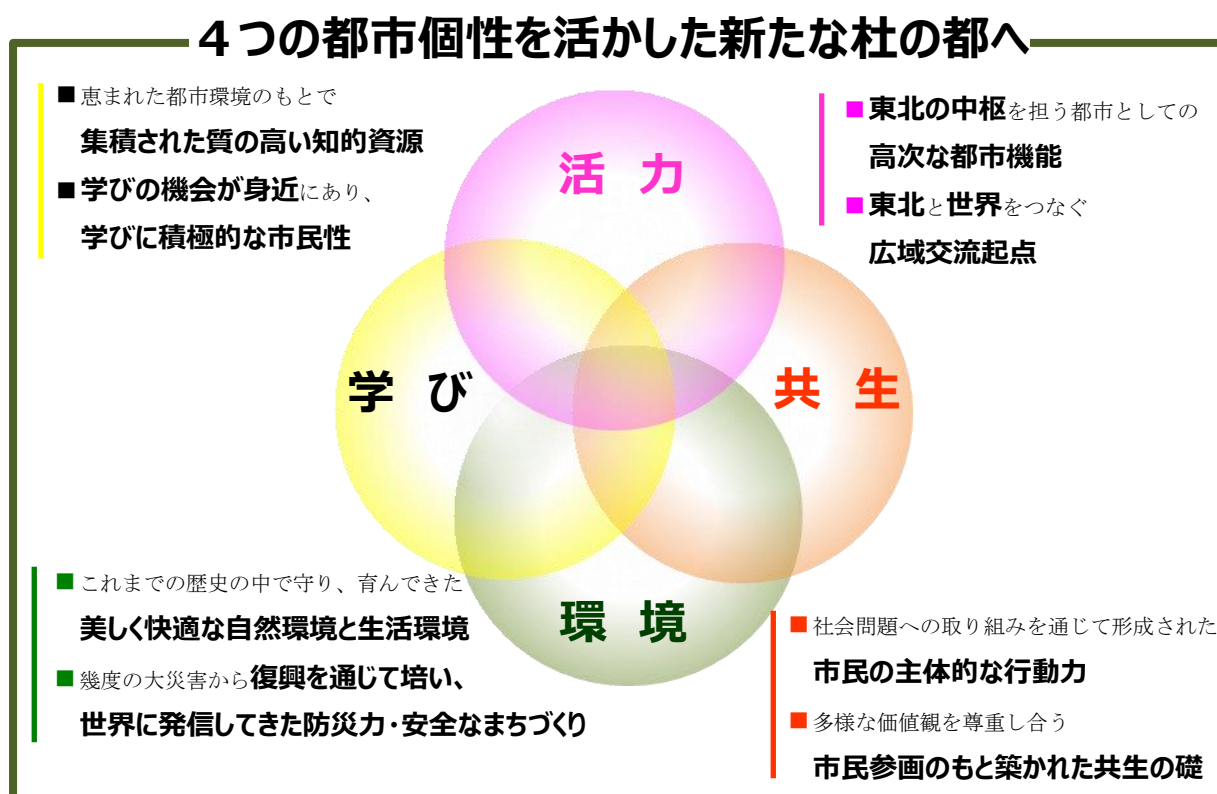 ４つの都市個性を活かした新たな杜の都へ
■恵まれた都市環境のもとで
集積された質の高い知的資源
■学びの機会が身近にあり、
学びに積極的な市民性
■東北の中枢を担う都市としての
高次な都市機能
■東北と世界をつなぐ
広域交流起点
活 力
学 び
共 生
環 境
■これまでの歴史の中で守り、育んできた
美しく快適な自然環境と生活環境
■幾度の大災害から復興を通じて培い、
世界に発信してきた防災力・安全なまちづくり
■社会問題への取り組みを通じて形成された
市民の主体的な行動力
■多様な価値観を尊重し合う
市民参画のもと築かれた共生の礎